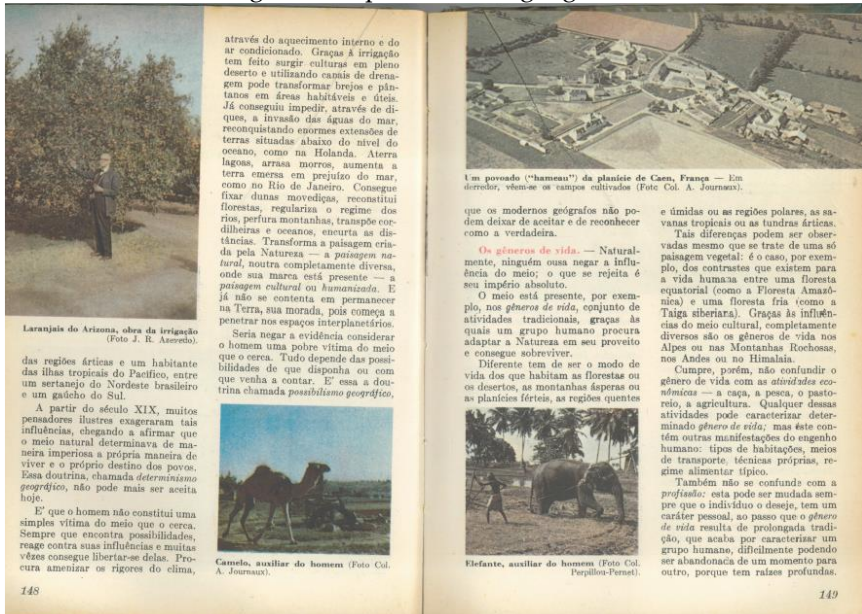 através do aquecimento interno e do
ar condicionado. Graças à irrigação
tem feito surgir culturas em pleno
deserto e utilizando canais de drena-
gem pode transformar brejos e pân-
tanos em áreas habitáveis e úteis.
Já conseguiu impedir, através de di-
ques, a invasão das águas do mar,
reconquistando enormes extensões de
terras situadas abaixo do nível do
oceano, como na Holanda. Aterra
lagoas, arrasa morros, aumenta a
terra emersa em prejuízo do mar,
como no Rio de Janeiro. Consegue
fixar dunas movediças, reconstitui
florestas, regulariza o regime dos
rios, perfura montanhas, transpõe cor-
dilheiras e oceanos, encurta as dis-
tâncias. Transforma a paisagem cria-
da pela Natureza — a paisagem na-
tural, noutra completamente diversa,
onde sua marca está presente — a
paisagem cultural ou humanizada. E
já não se contenta em permanecer
na Terra, sua morada, pois começa a
penetrar nos espaços interplanetários.
Seria negar a evidência considerar
o homem uma pobre vítima do meio
que o cerca. Tudo depende das possi-
bilidades de que disponha ou com
que venha a contar. E' essa a dou-
trina chamada possibilismo geográfico,
Laranjais do Arizona, obra da irrigação
(Foto J. R. Azevedo).
das regiões árticas e um habitante
das ilhas tropicais do Pacífico, entre
um sertanejo do Nordeste brasileiro
e um gaúcho do Sul.
A partir do século XIX, muitos
pensadores ilustres exageraram tais
influências, chegando a afirmar que
o meio natural determinava de ma-
neira imperiosa a própria maneira de
viver e o próprio destino dos povos.
Essa doutrina, chamada determinismo
geográfico, não pode mais ser aceita
hoje.
E' que o homem não constitui uma
simples vítima do meio que o cerca.
Sempre que encontra possibilidades,
reage contra suas influências e muitas
vêzes consegue libertar-se delas. Pro-
cura amenizar os rigores do clima,
Camelo, auxiliar do homem (Foto Col.
A. Journaux).
148
Um povoado ("hameau") da planície de Caen, França — Em
derredor, vêem-se os campos cultivados (Foto Col. A. Journaux).
que os modernos geógrafos não po-
dem deixar de aceitar e de reconhecer
como a verdadeira.
Os gêneros de vida. — Natural-
mente, ninguém ousa negar a influ-
ência do meio; o que se rejeita é
seu império absoluto.
O meio está presente, por exem-
plo, nos gêneros de vida, conjunto de
atividades tradicionais, graças às
quais um grupo humano procura
adaptar a Natureza em seu proveito
e consegue sobreviver.
Diferente tem de ser o modo de
vida dos que habitam as florestas ou
os desertos, as montanhas ásperas ou
as planícies férteis, as regiões quentes
Elefante, auxiliar do homem (Foto Col.
Perpillou-Pernet).
e úmidas ou as regiões polares, as sa-
vanas tropicais ou as tundras árticas.
Tais diferenças podem ser obser-
vadas mesmo que se trate de uma só
paisagem vegetal: é o caso, por exem-
plo, dos contrastes que existem para
a vida humana entre uma floresta
equatorial (como a Floresta Amazô-
nica) e uma floresta fria (como a
Taiga siberiana). Graças às influên-
cias do meio cultural, completamente
diversos são os gêneros de vida nos
Alpes ou nas Montanhas Rochosas,
nos Andes ou no Himalaia.
Cumpre, porém, não confundir o
gênero de vida com as atividades eco-
nômicas — a caça, a pesca, o pasto-
reio, a agricultura. Qualquer dessas
atividades pode caracterizar deter-
minado gênero de vida; mas êste con-
têm outras manifestações do engenho
humano: tipos de habitações, meios
de transporte, técnicas próprias, re-
gime alimentar típico.
Também não se confunde com a
profissão: esta pode ser mudada sem-
pre que o indivíduo o deseje, tem um
caráter pessoal, ao passo que o gênero
de vida resulta de prolongada tradi-
ção, que acaba por caracterizar um
grupo humano, dificilmente podendo
ser abandonada de um momento para
outro, porque tem raízes profundas.
149